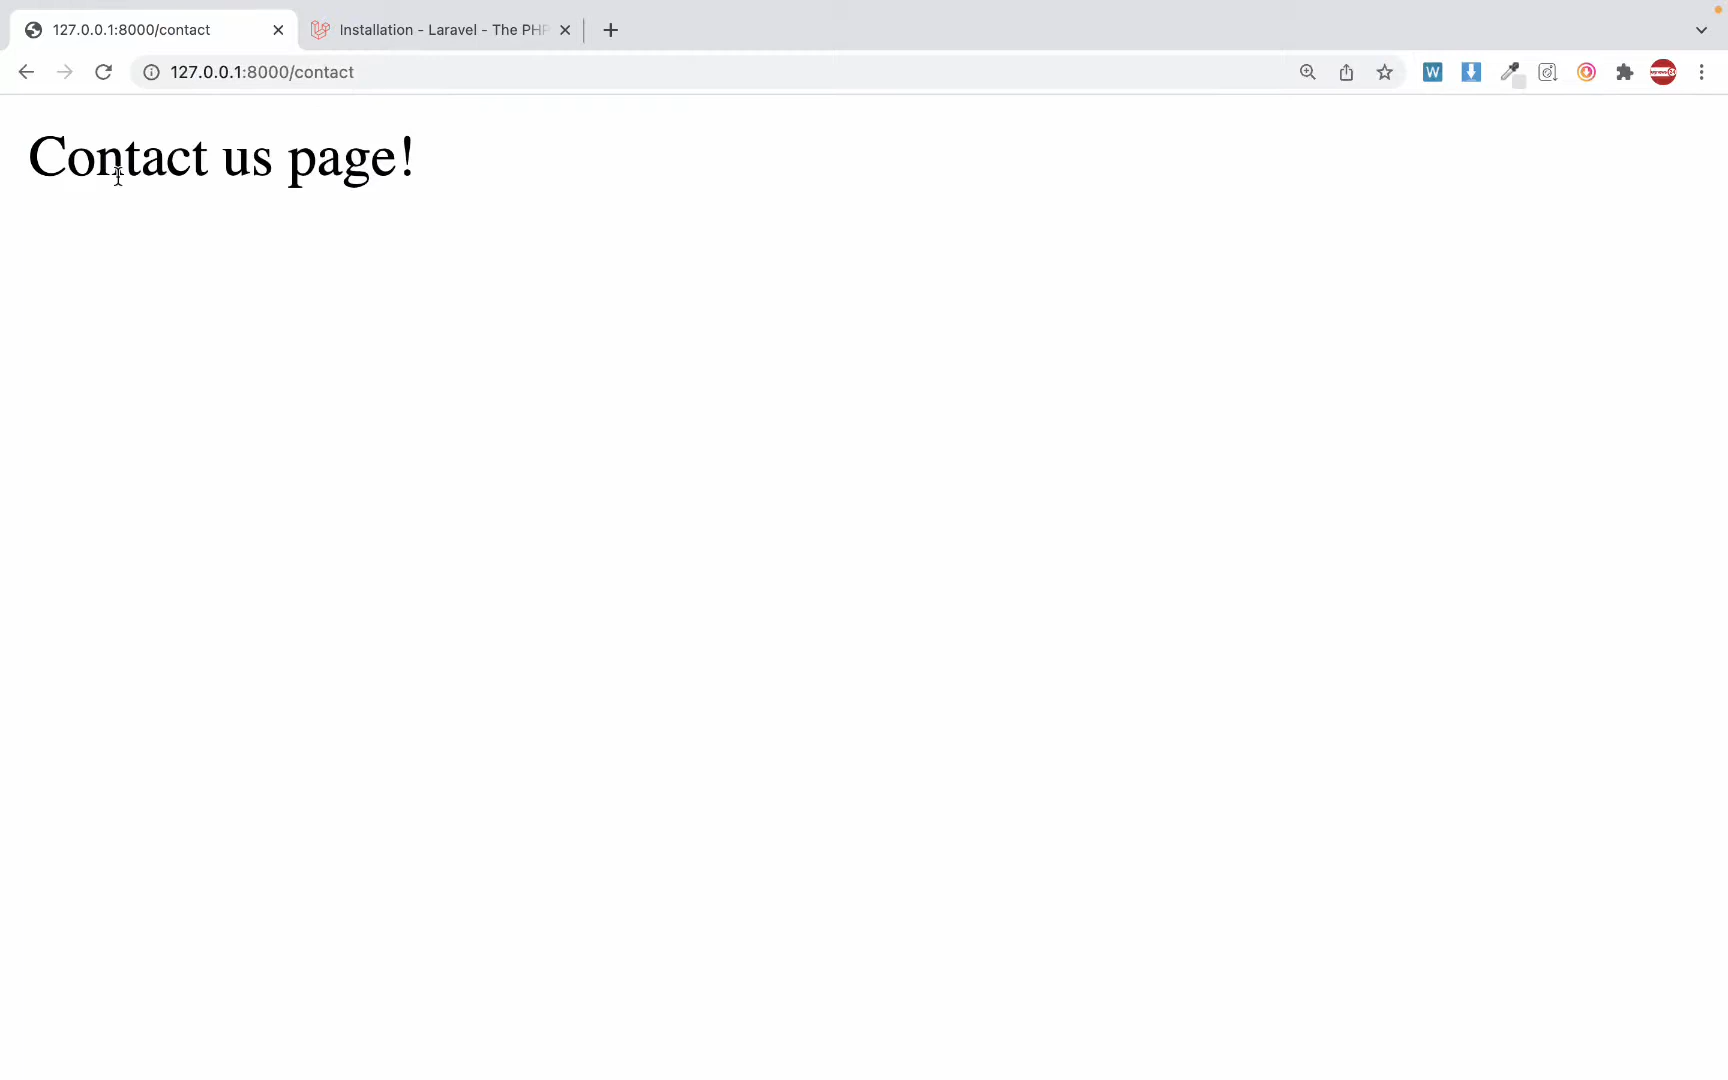 127.0.0.1:8000/contact
Installation - Laravel - The PHP
127.0.0.1:8000/contact
W
Contact us page!